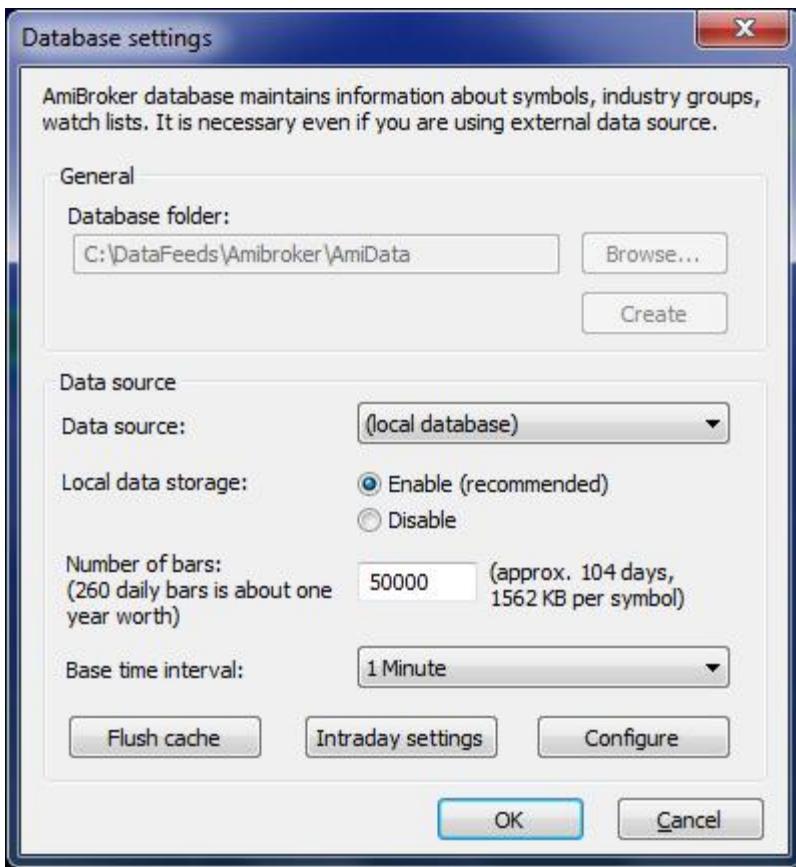 Database settings
AmiBroker database maintains information about symbols, industry groups,
watch lists. It is necessary even if you are using external data source.
General
Database folder:
C:\DataFeeds\Amibroker\AmiData
Browse...
Create
Data source
Data source:
(local database)
Local data storage:
Enable (recommended)
Disable
Number of bars:
(260 daily bars is about one
year worth)
50000
(approx. 104 days,
1562 KB per symbol)
Base time interval:
1 Minute
Flush cache
Intraday settings
Configure
OK
Cancel